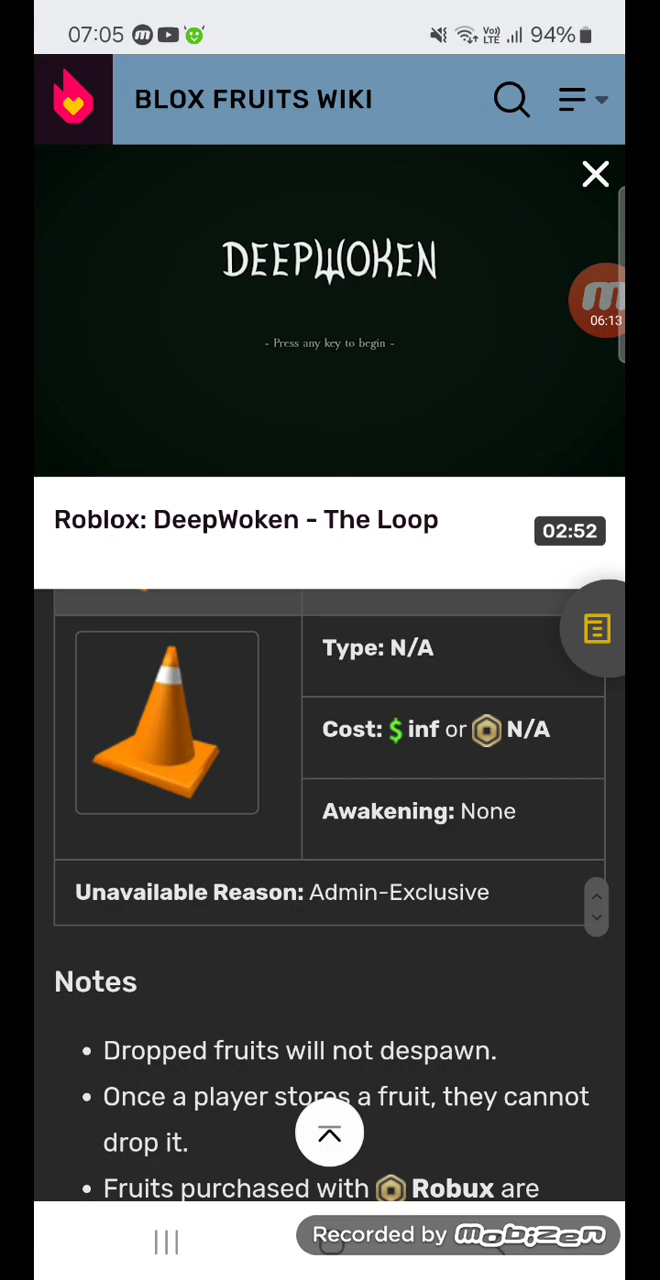 07:05 Vo)) LTE 94%
BLOX FRUITS WIKI
DEEPWOKEN
06:13
- Press any key to begin -
Roblox: DeepWoken - The Loop
02:52
Type: N/A
Cost: $ inf or N/A
Awakening: None
Unavailable Reason: Admin-Exclusive
Notes
• Dropped fruits will not despawn.
• Once a player stores a fruit, they cannot
drop it.
• Fruits purchased with Robux are
Recorded by mobizen